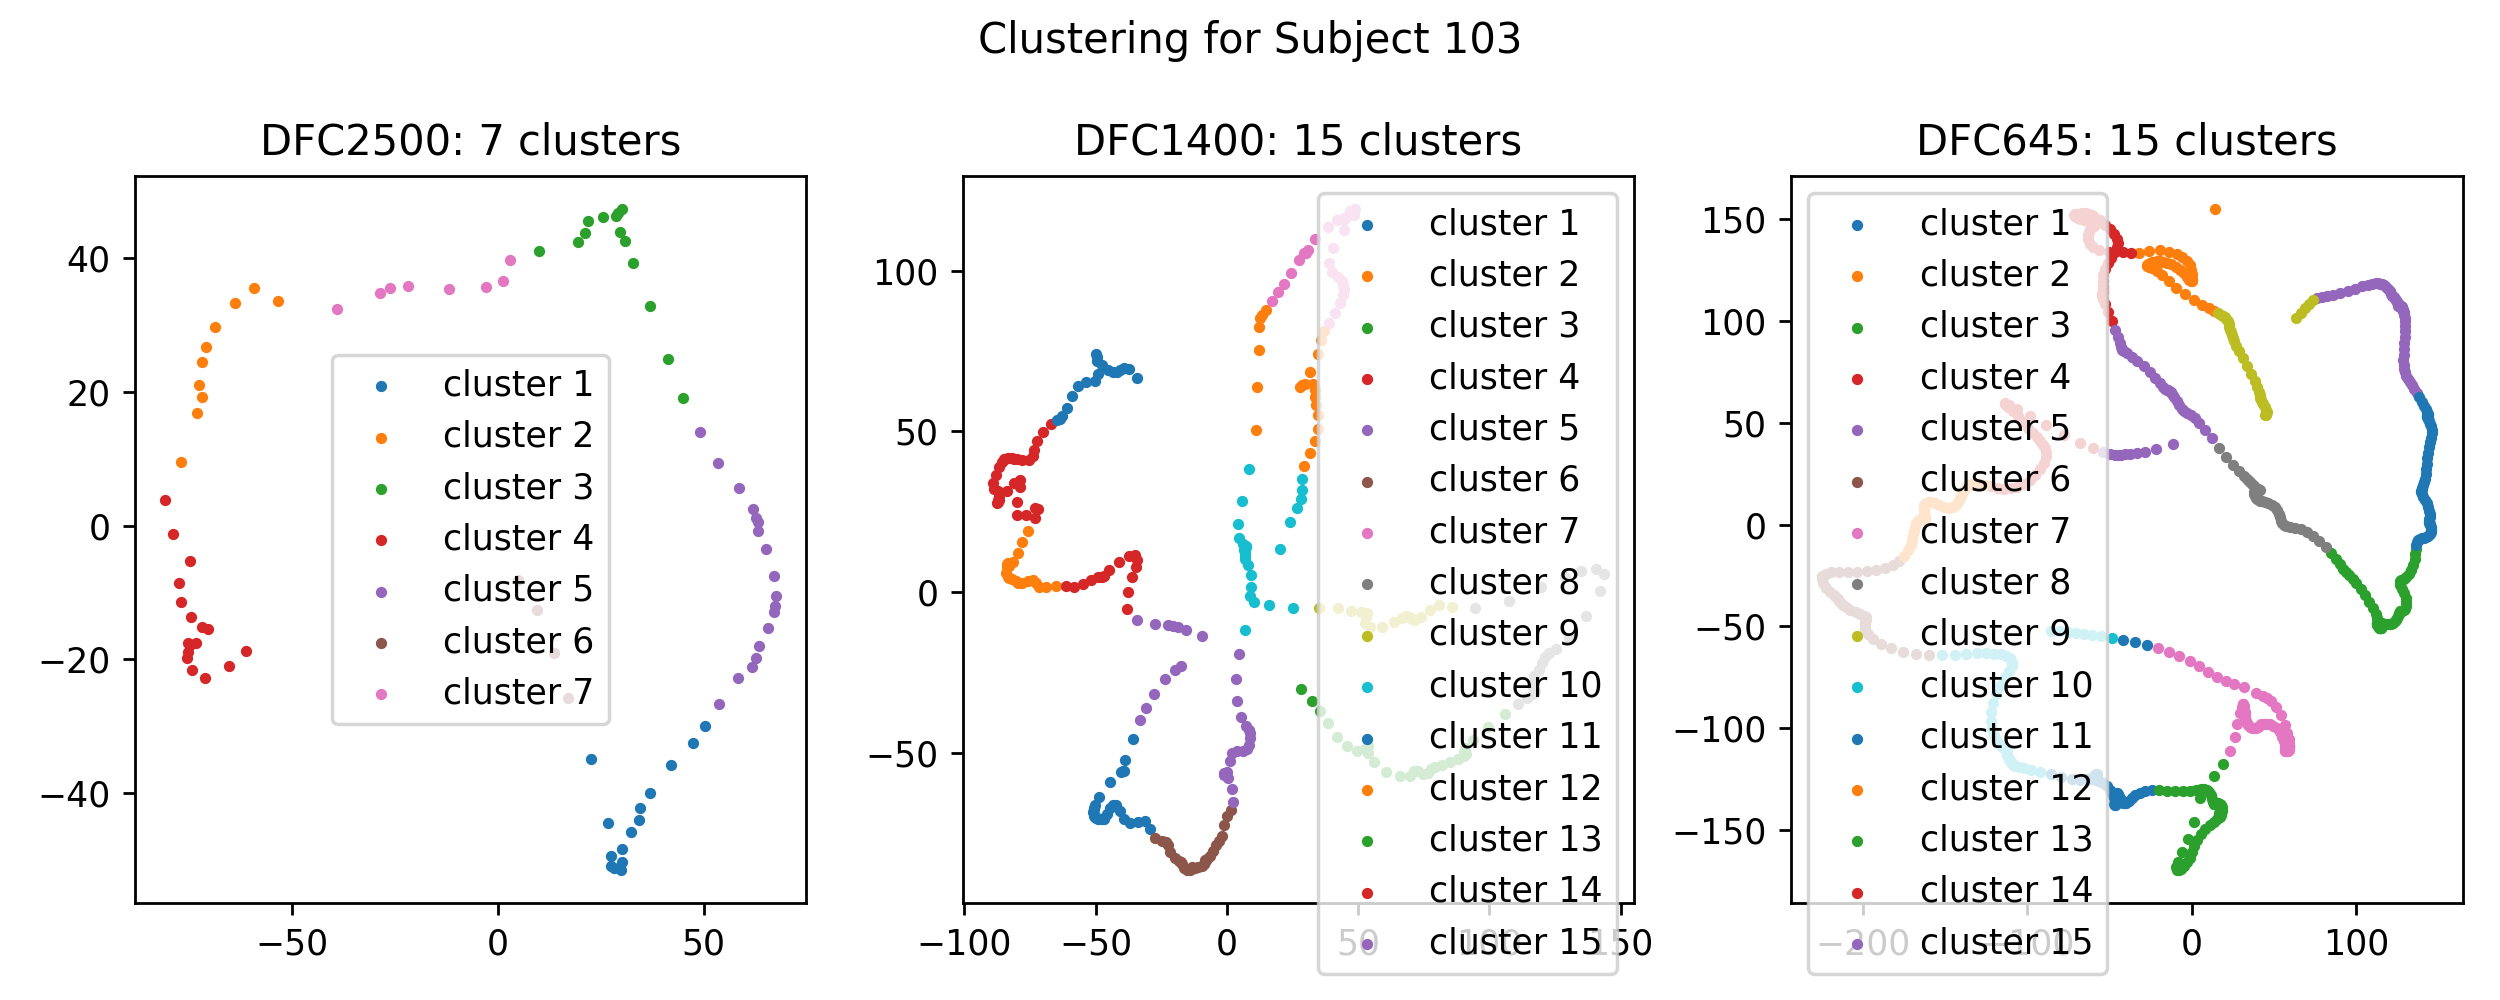 Clustering for Subject 103
DFC2500: 7 clusters
40
20
0
−20
−40
−50
0
50
cluster 1
cluster 2
cluster 3
cluster 4
cluster 5
cluster 6
cluster 7
DFC1400: 15 clusters
100
50
0
−50
−100
−50
0
50
100
150
cluster 1
cluster 2
cluster 3
cluster 4
cluster 5
cluster 6
cluster 7
cluster 8
cluster 9
cluster 10
cluster 11
cluster 12
cluster 13
cluster 14
cluster 15
DFC645: 15 clusters
150
100
50
0
−50
−100
−150
−200
−100
0
100
cluster 1
cluster 2
cluster 3
cluster 4
cluster 5
cluster 6
cluster 7
cluster 8
cluster 9
cluster 10
cluster 11
cluster 12
cluster 13
cluster 14
cluster 15